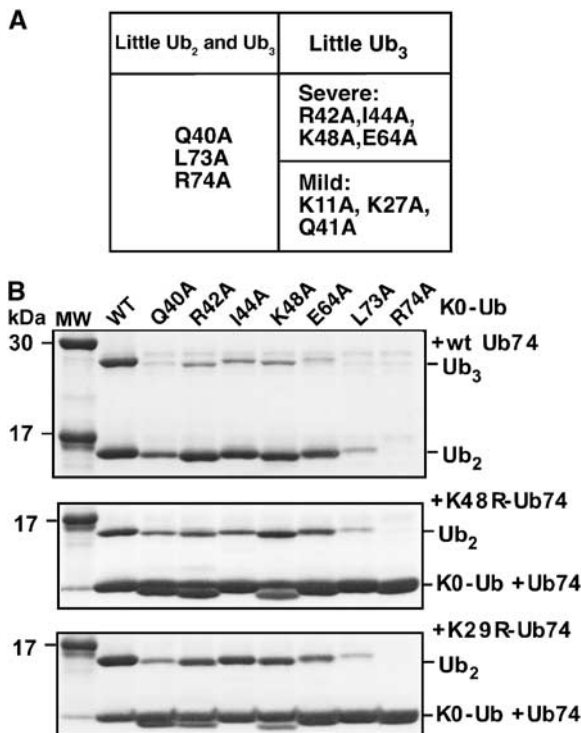 A
Little Ub2 and Ub3
Little Ub3
Q40A
L73A
R74A
Severe:
R42A,I44A,
K48A,E64A
Mild:
K11A, K27A,
Q41A
B
kDa MW WT Q40A R42A I44A K48A E64A L73A R74A K0-Ub
30
+wt Ub74
Ub3
17
Ub2
+K48R-Ub74
17
Ub2
K0-Ub +Ub74
+K29R-Ub74
17
Ub2
K0-Ub +Ub74